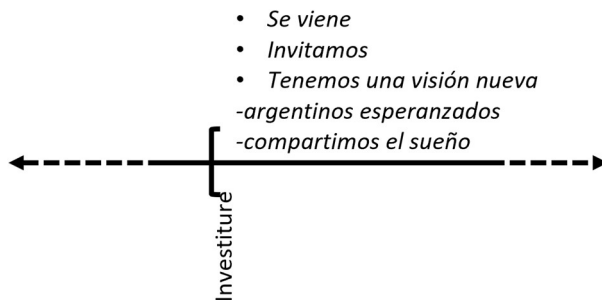 • Se viene
• Invitamos
• Tenemos una visión nueva
-argentinos esperanzados
-compartimos el sueño
Investiture